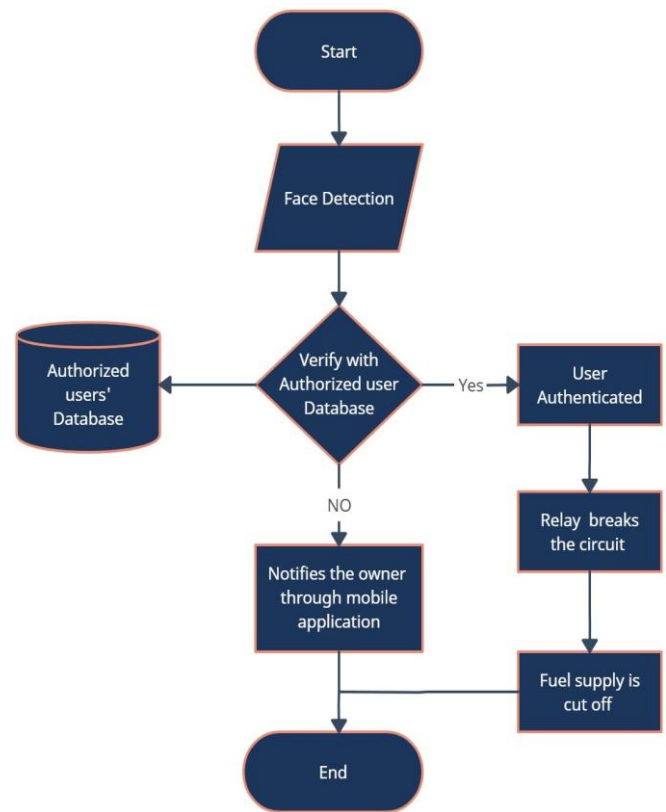 Start
Face Detection
Verify with
Authorized user
Database
Authorized
users'
Database
Yes
User
Authenticated
NO
Relay breaks
the circuit
Notifies the owner
through mobile
application
Fuel supply is
cut off
End